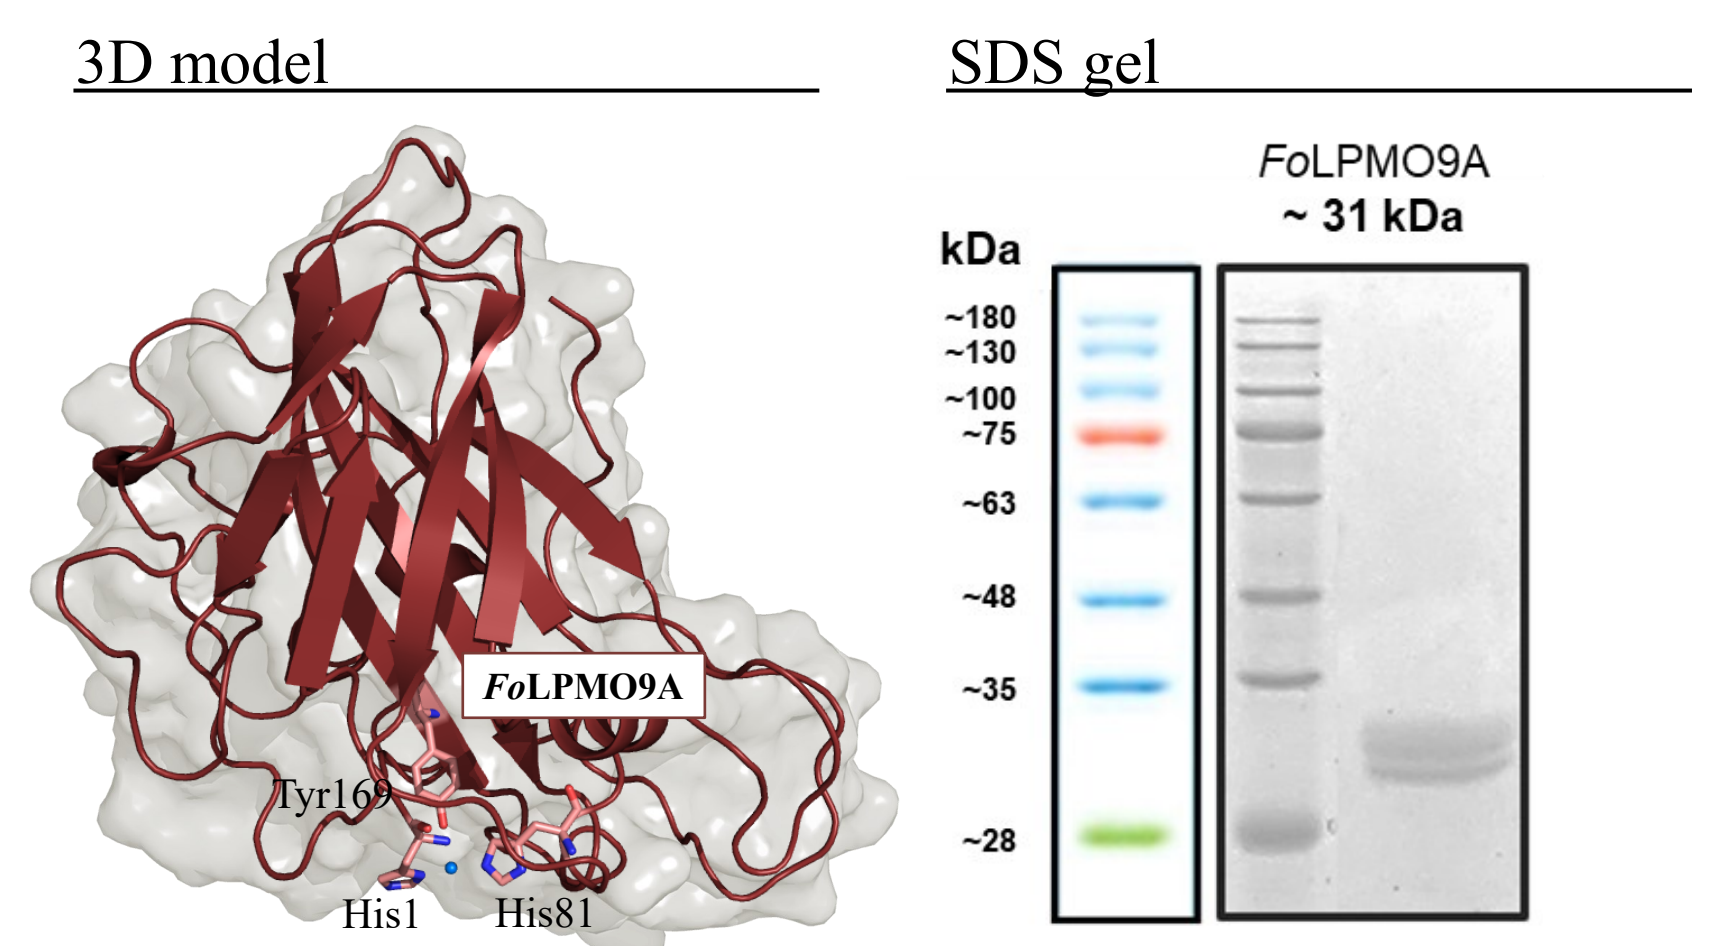 3D model
FoLPMO9A
Tyr169
His1
His81
SDS gel
FoLPMO9A
~ 31 kDa
kDa
~180
~130
~100
~75
~63
~48
~35
~28